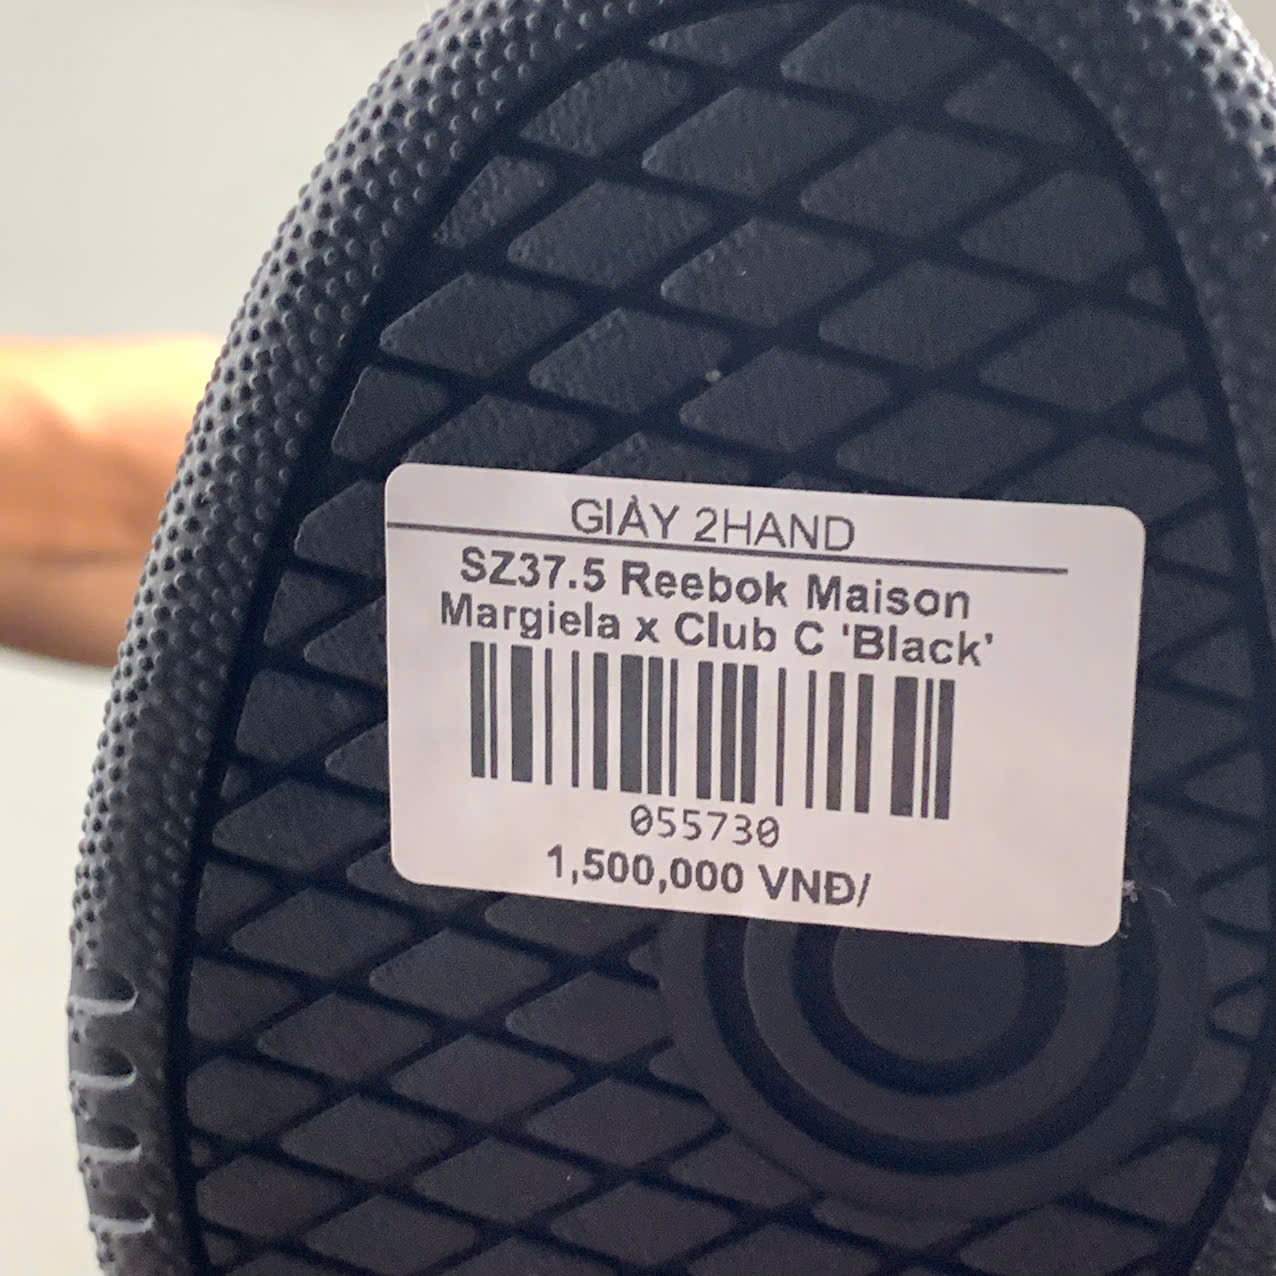 GIÀY 2HAND
SZ37.5 Reebok Maison
Margiela x Club C 'Black'
055730
1,500,000 VNĐ/